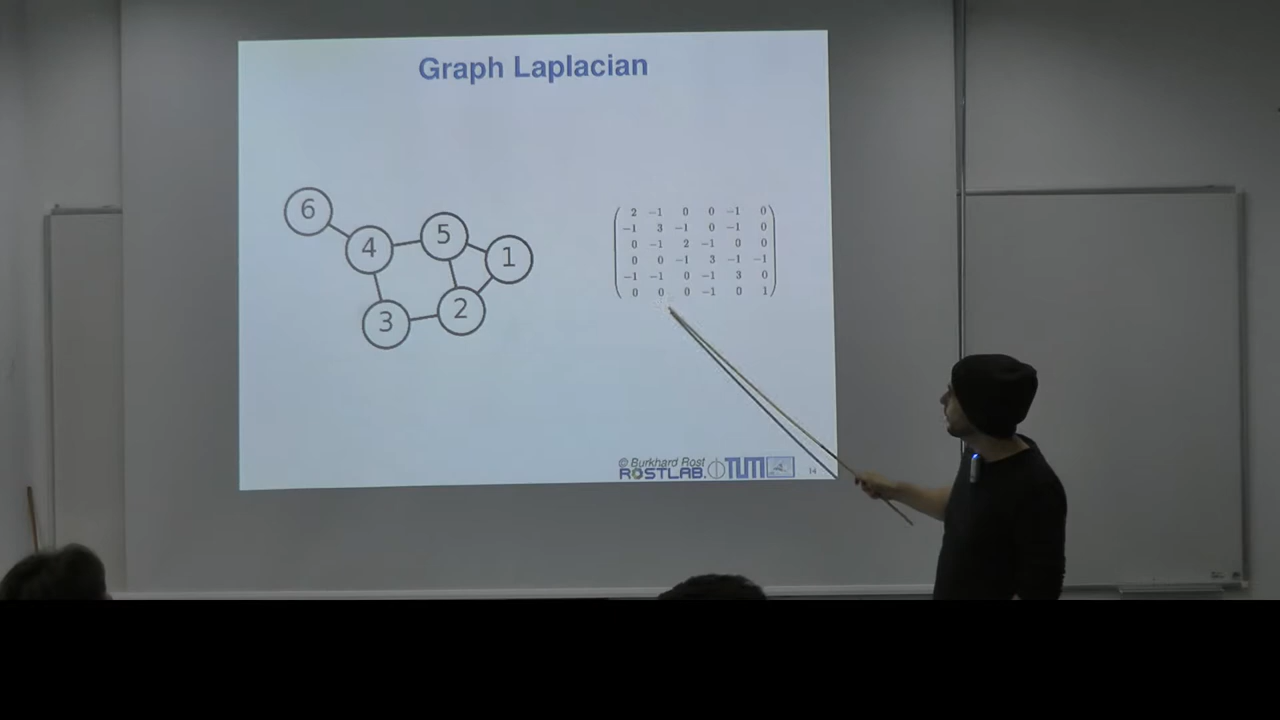 Graph Laplacian
6
4
5
1
3
2
2 −1 0 0 −1 0
−1 3 −1 0 −1 0
0 −1 2 −1 0 0
0 0 −1 3 −1 −1
−1 −1 0 −1 3 0
0 0 0 −1 0 1
© Burkhard Rost
ROSTLAB.
TUM
14